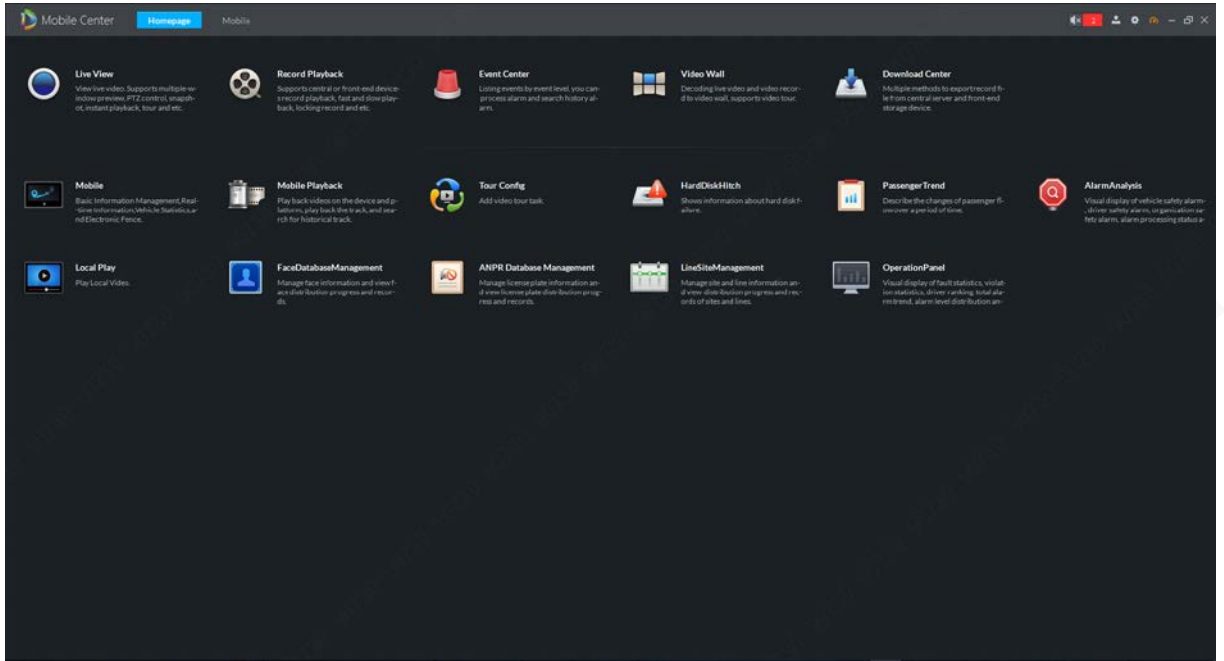 Mobile Center
Homepage
Mobile
Live View
View live video. Supports multiple-w-
indow preview, PTZ control, snapsh-
ot, instant playback, tour and etc.
Record Playback
Supports central or front-end device-
s record playback, fast and slow play-
back, locking record and etc.
Event Center
Listing events by event level, you can-
process alarm and search history al-
arm.
Video Wall
Decoding live video and video recor-
d to video wall, supports video tour.
Download Center
Multiple methods to export record fi-
le from central server and front-end
storage device.
Mobile
Basic Information Management,Real-
-time Information,Vehicle Statistics,a-
nd Electronic Fence.
Mobile Playback
Play back videos on the device and p-
latform, play back the track, and sea-
rch for historical track.
Tour Config
Add video tour task.
HardDiskHitch
Shows information about hard disk f-
ailure.
PassengerTrend
Describe the changes of passenger fl-
ow over a period of time.
AlarmAnalysis
Visual display of vehicle safety alarm-
, driver safety alarm, organization sa-
fety alarm, alarm processing status a-
Local Play
Play Local Video.
FaceDatabaseManagement
Manage face information and view f-
ace distribution progress and recor-
ds.
ANPR Database Management
Manage license plate information an-
d view license plate distribution prog-
ress and records.
LineSiteManagement
Manage site and line information an-
d view distribution progress and rec-
ords of sites and lines.
OperationPanel
Visual display of fault statistics, violat-
ion statistics, driver ranking, total ala-
rm trend, alarm level distribution an-